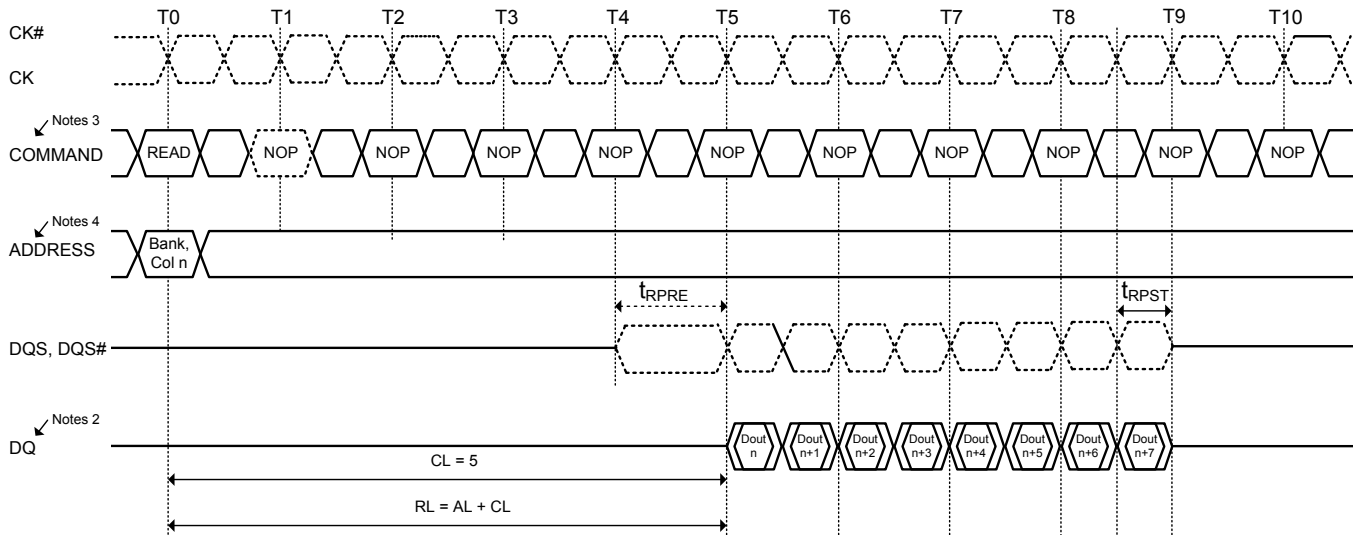 T0 T1 T2 T3 T4 T5 T6 T7 T8 T9 T10
CK#
CK
Notes 3
COMMAND READ NOP NOP NOP NOP NOP NOP NOP NOP NOP NOP
Notes 4
ADDRESS Bank,
Col n
tRPRE tRPST
DQS, DQS#
Notes 2
DQ
Dout Dout Dout Dout Dout Dout Dout Dout
n n+1 n+2 n+3 n+4 n+5 n+6 n+7
CL = 5
RL = AL + CL